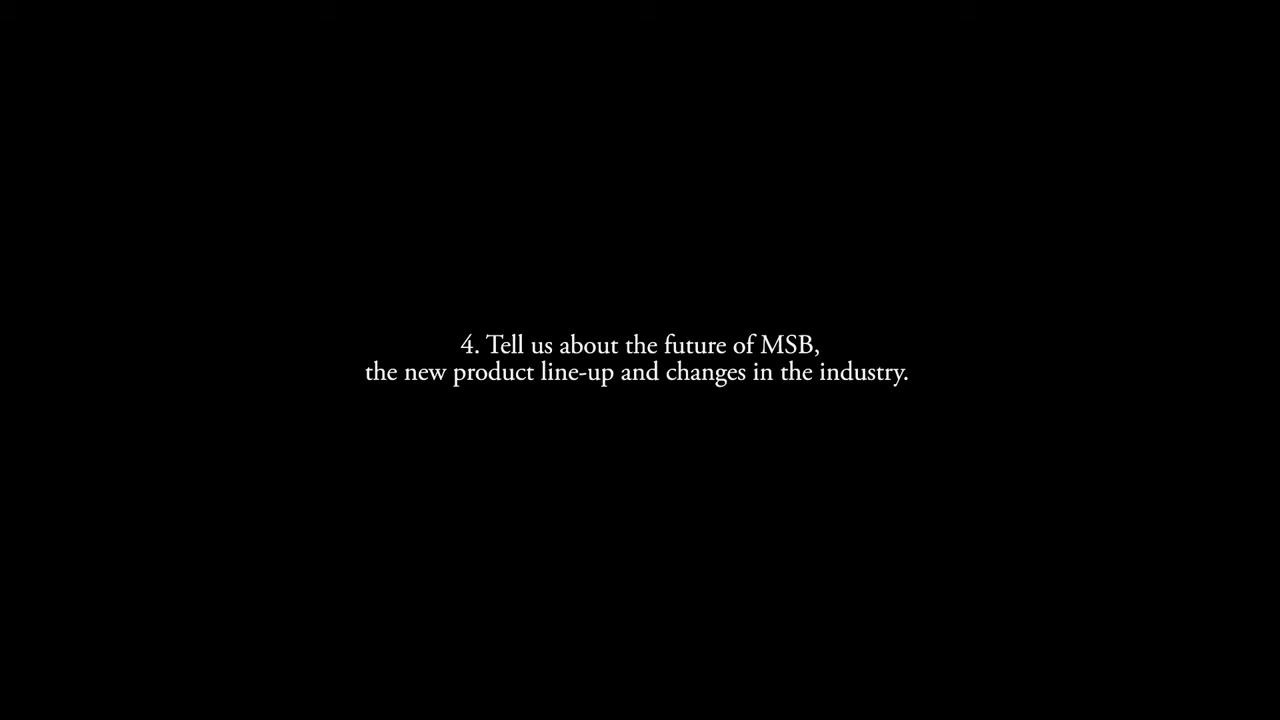 4. Tell us about the future of MSB,
the new product line-up and changes in the industry.